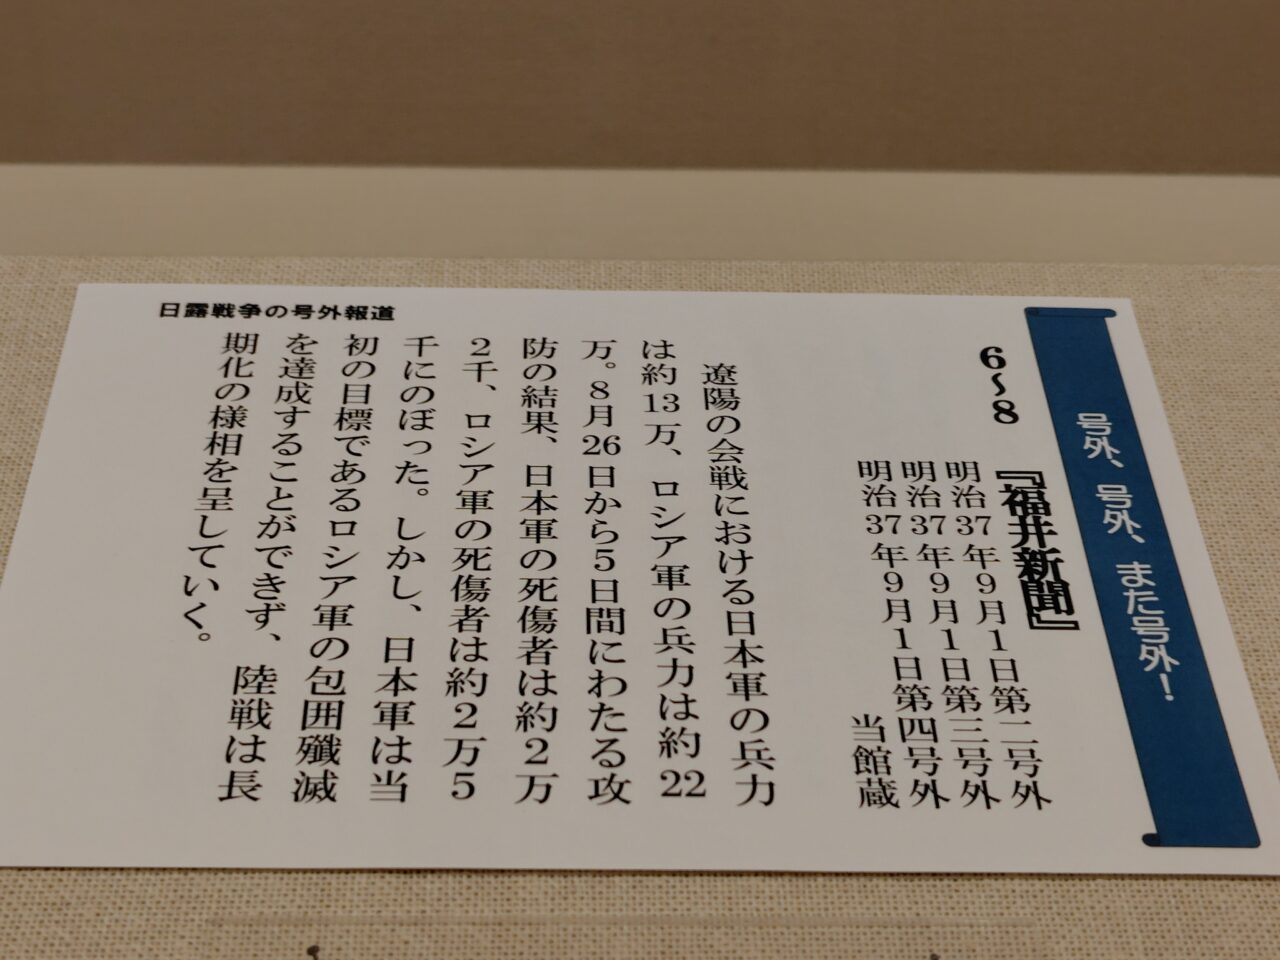 号外、号外、また号外！
6〜8
『福井新聞』
明治37年9月1日第二号外
明治37年9月1日第三号外
明治37年9月1日第四号外
当館蔵
遼陽の会戦における日本軍の兵力
は約13万、ロシア軍の兵力は約22
万。8月26日から5日間にわたる攻
防の結果、日本軍の死傷者は約2万
2千、ロシア軍の死傷者は約2万5
千にのぼった。しかし、日本軍は当
初の目標であるロシア軍の包囲殲滅
を達成することができず、陸戦は長
期化の様相を呈していく。
日露戦争の号外報道